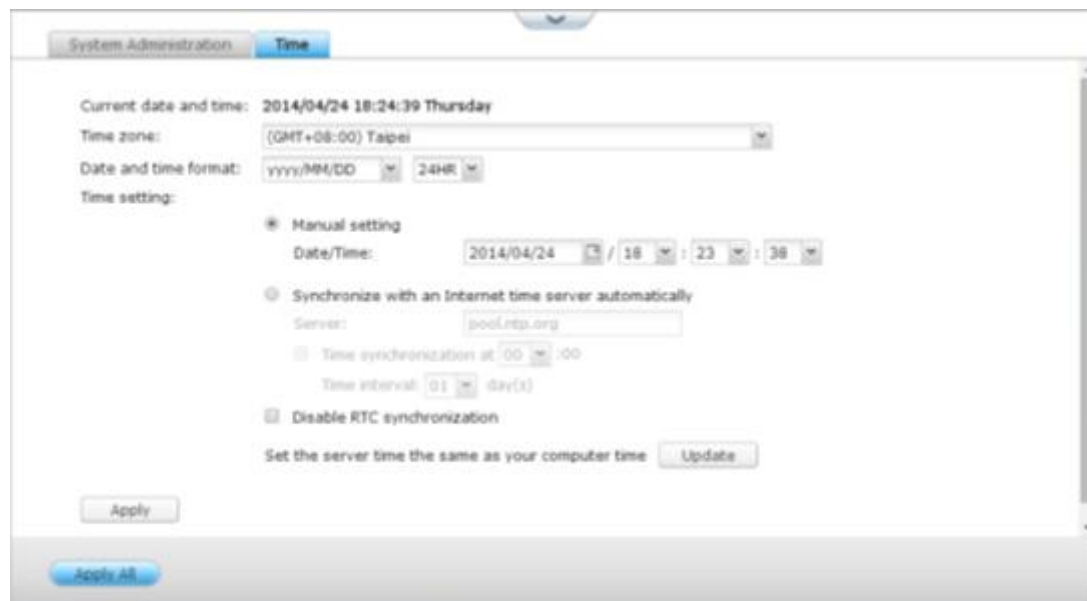 System Administration Time
Current date and time: 2014/04/24 18:24:39 Thursday
Time zone: (GMT+08:00) Taipei
Date and time format: yyyy/MM/DD 24HR
Time setting:
Manual setting
Date/Time: 2014/04/24 / 18 : 23 : 38
Synchronize with an Internet time server automatically
Server: pool.ntp.org
Time synchronization at 00 :00
Time interval: 01 day(s)
Disable RTC synchronization
Set the server time the same as your computer time Update
Apply
Apply All